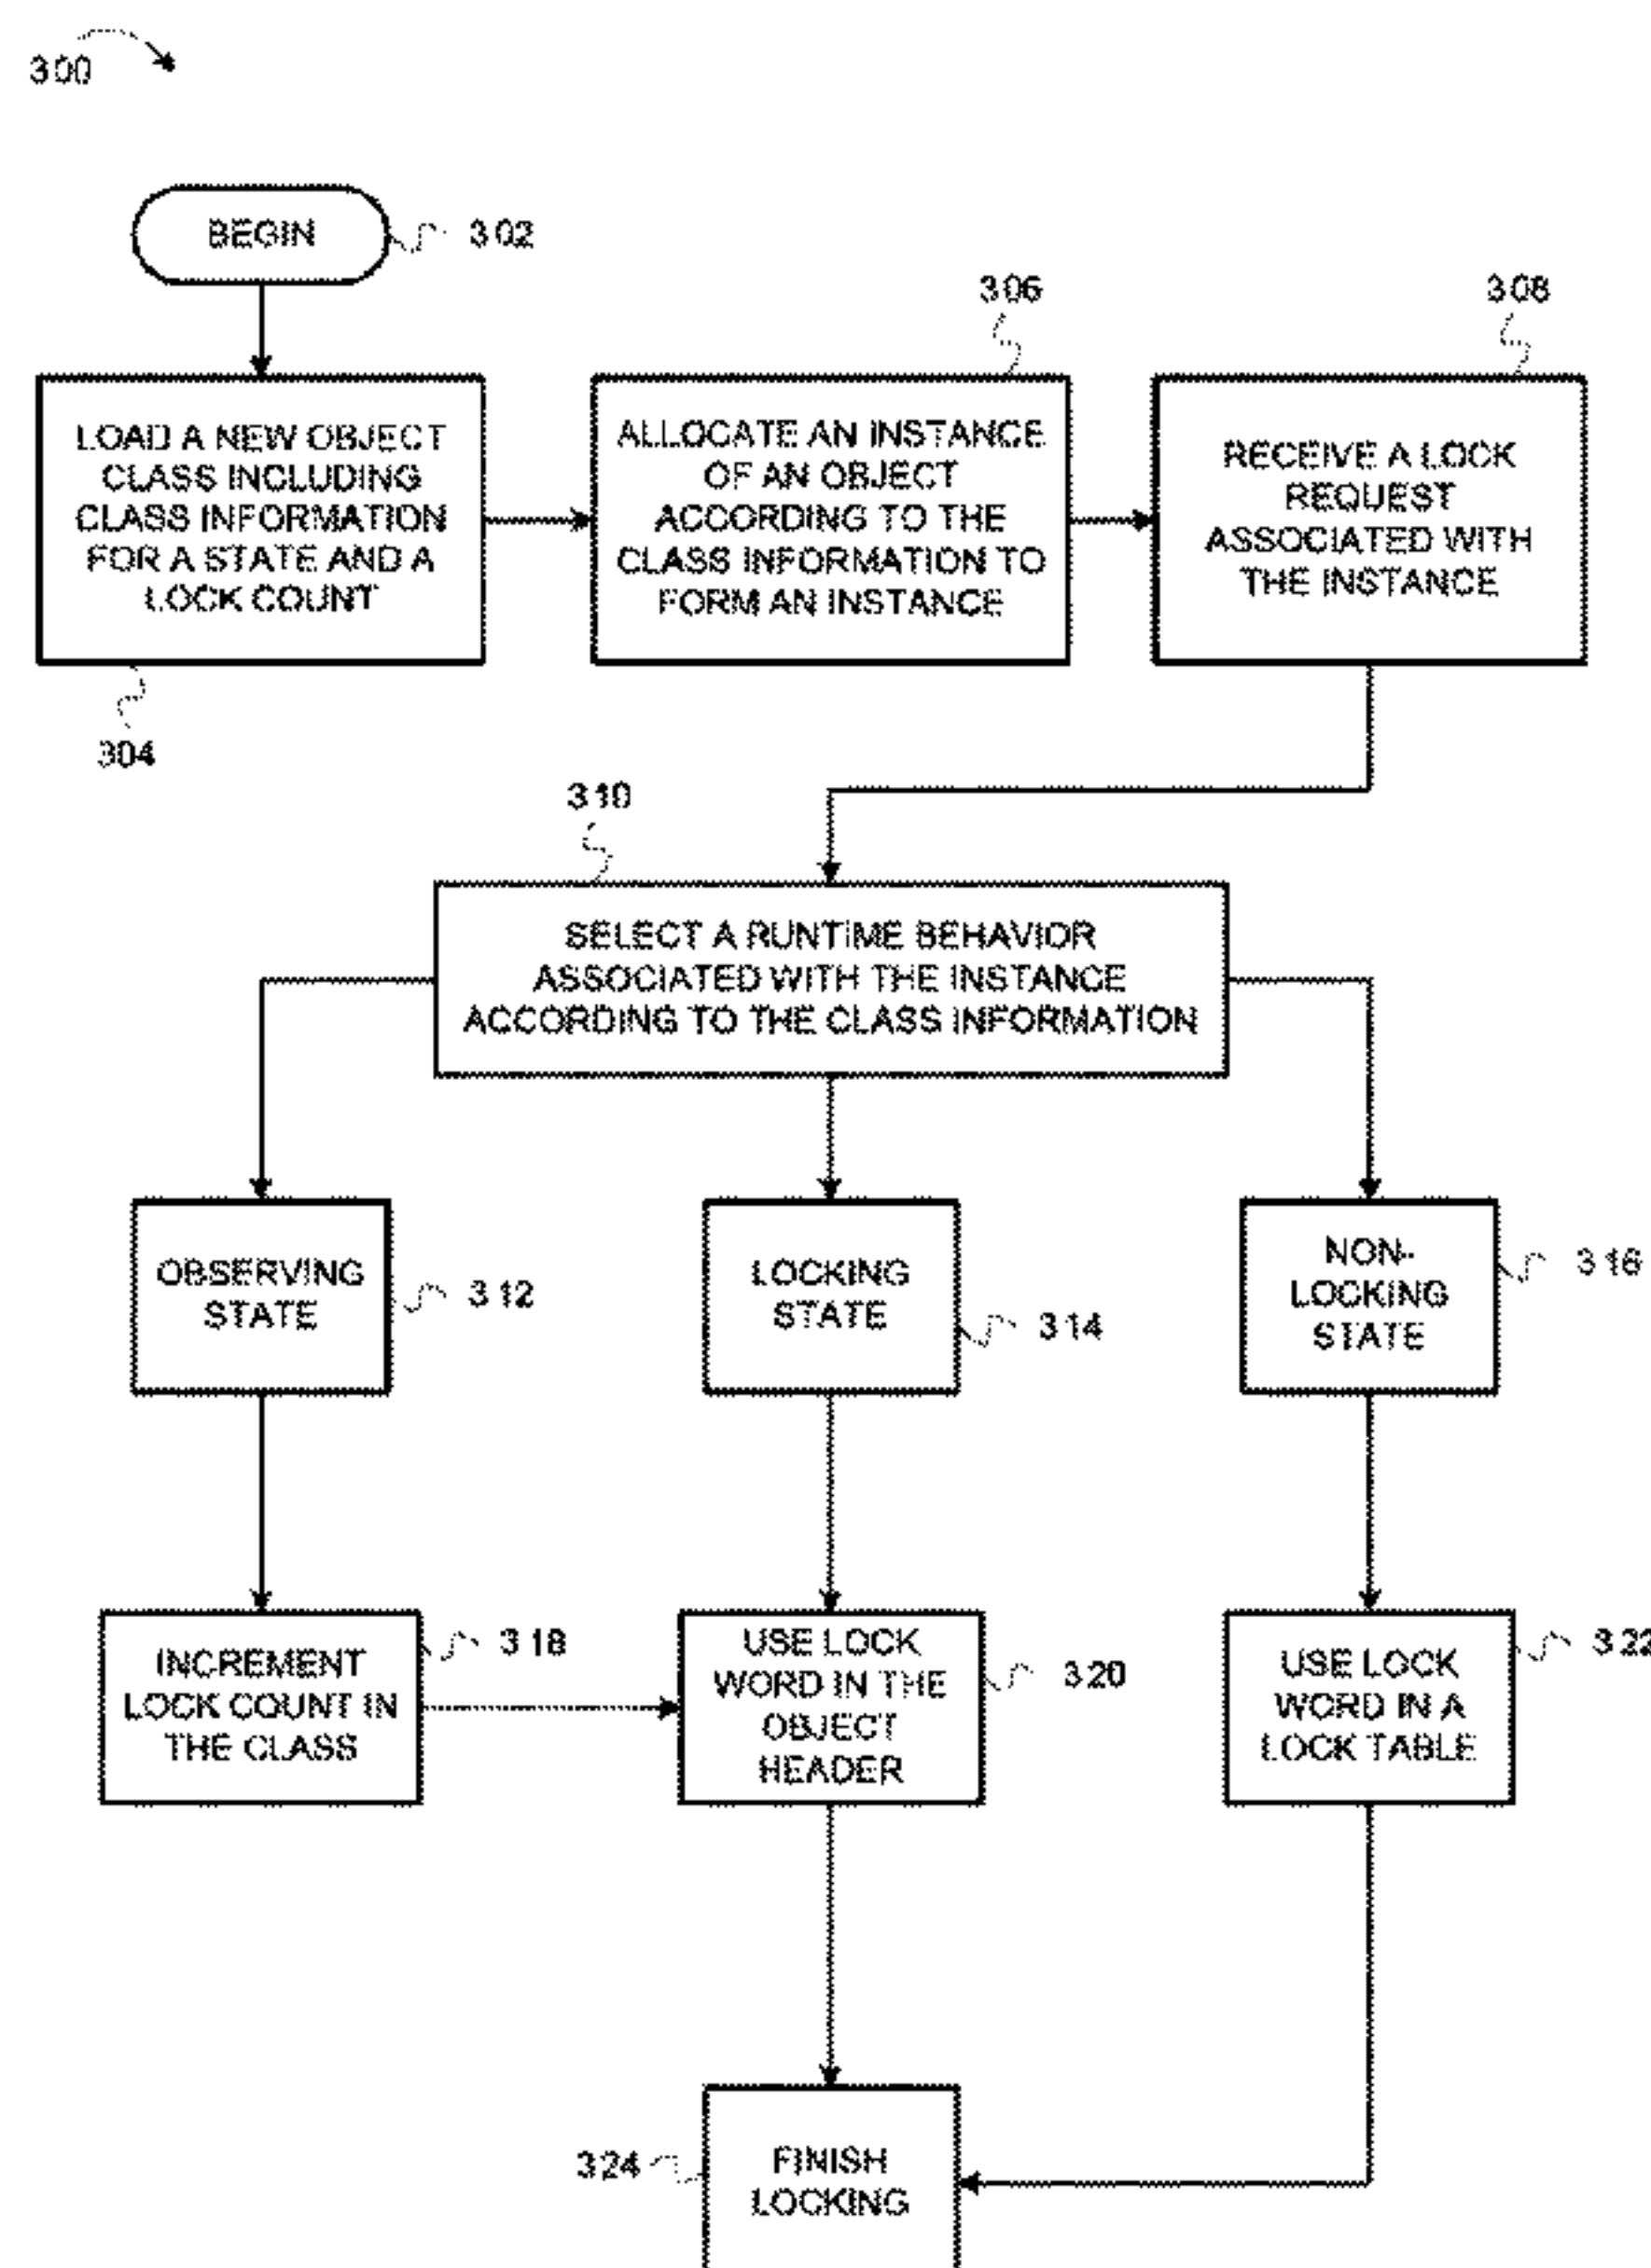 300
BEGIN
302
306
308
LOAD A NEW OBJECT
CLASS INCLUDING
CLASS INFORMATION
FOR A STATE AND A
LOCK COUNT
ALLOCATE AN INSTANCE
OF AN OBJECT
ACCORDING TO THE
CLASS INFORMATION TO
FORM AN INSTANCE
RECEIVE A LOCK
REQUEST
ASSOCIATED WITH
THE INSTANCE
304
310
SELECT A RUNTIME BEHAVIOR
ASSOCIATED WITH THE INSTANCE
ACCORDING TO THE CLASS INFORMATION
OBSERVING
STATE
312
LOCKING
STATE
314
NON-
LOCKING
STATE
316
INCREMENT
LOCK COUNT IN
THE CLASS
318
USE LOCK
WORD IN THE
OBJECT
HEADER
320
USE LOCK
WORD IN A
LOCK TABLE
322
324
FINISH
LOCKING